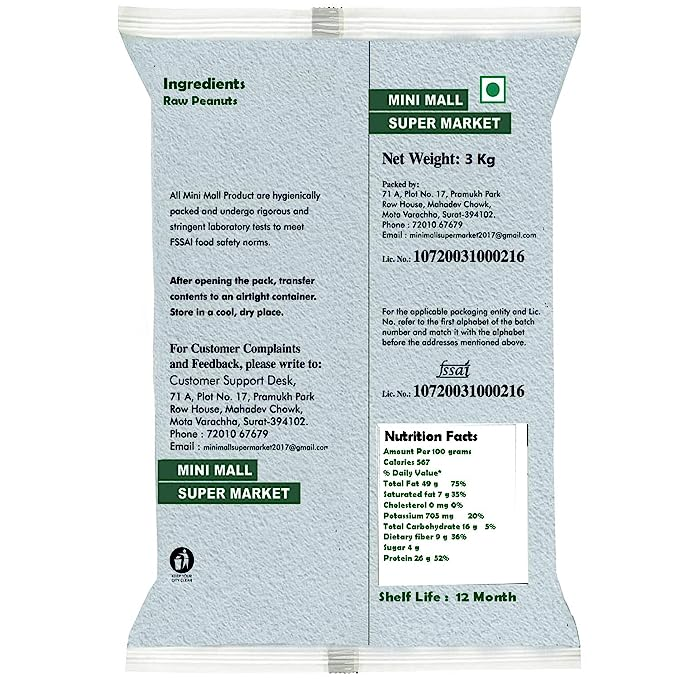 Ingredients
Raw Peanuts
All Mini Mall Product are hygienically
packed and undergo rigorous and
stringent laboratory tests to meet
FSSAI food safety norms.
After opening the pack, transfer
contents to an airtight container.
Store in a cool, dry place.
For Customer Complaints
and Feedback, please write to:
Customer Support Desk,
71 A, Plot No. 17, Pramukh Park
Row House, Mahadev Chowk,
Mota Varachha, Surat-394102.
Phone : 72010 67679
Email : minimallsupermarket2017@gmail.con
MINI MALL
SUPER MARKET
KEEP YOUR
CITY CLEAN
MINI MALL
SUPER MARKET
Net Weight: 3 Kg
Packed by:
71 A, Plot No. 17, Pramukh Park
Row House, Mahadev Chowk,
Mota Varachha, Surat-394102.
Phone : 72010 67679
Email : minimallsupermarket2017@gmail.com
Lic. No.: 10720031000216
For the applicable packaging entity and Lic.
No. refer to the first alphabet of the batch
number and match it with the alphabet
before the addresses mentioned above.
fssai
Lic. No.: 10720031000216
Nutrition Facts
Amount Per 100 grams
Calories 567
% Daily Value*
Total Fat 49 g 75%
Saturated fat 7 g 35%
Cholesterol 0 mg 0%
Potassium 705 mg 20%
Total Carbohydrate 16 g 5%
Dietary fiber 9 g 36%
Sugar 4 g
Protein 26 g 52%
Shelf Life : 12 Month